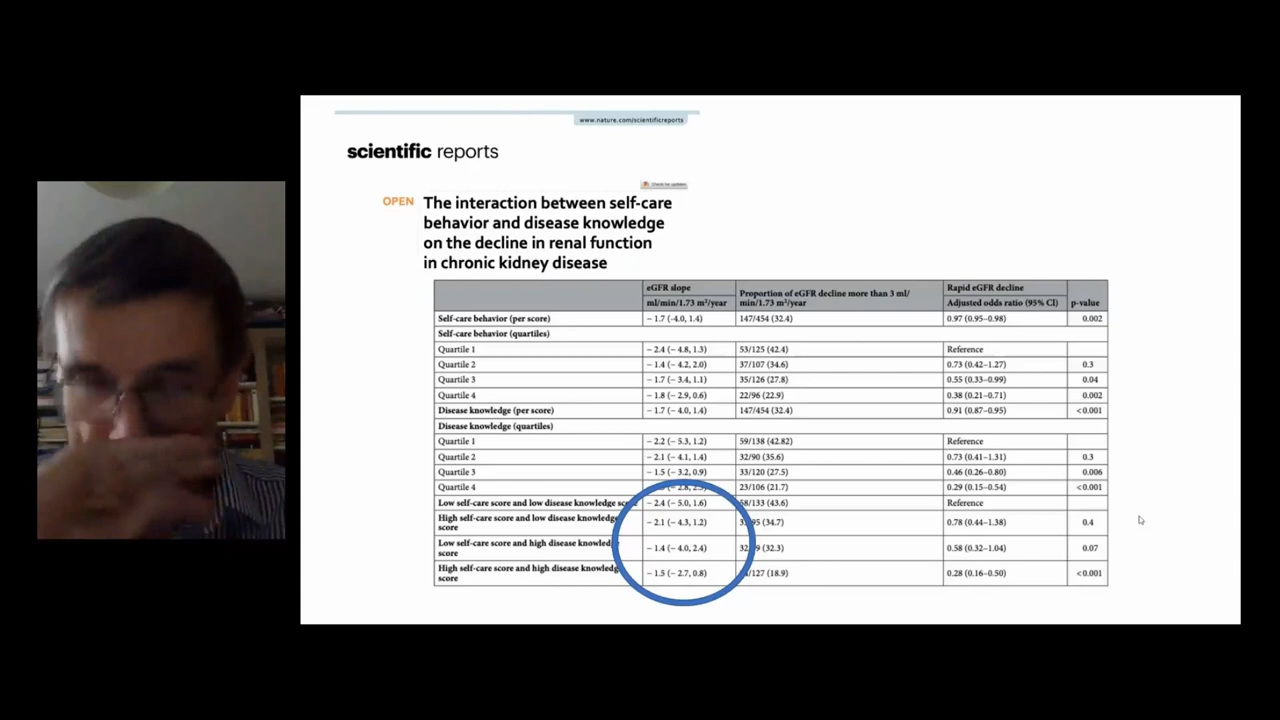 www.nature.com/scientificreports
scientific reports
Check for updates
OPEN The interaction between self-care
behavior and disease knowledge
on the decline in renal function
in chronic kidney disease
eGFR slope Proportion of eGFR decline more than 3 ml/ Rapid eGFR decline
ml/min/1.73 m²/year min/1.73 m²/year Adjusted odds ratio (95% CI) p-value
Self-care behavior (per score) − 1.7 (-4.0, 1.4) 147/454 (32.4) 0.97 (0.95–0.98) 0.002
Self-care behavior (quartiles)
Quartile 1 − 2.4 (− 4.8, 1.3) 53/125 (42.4) Reference
Quartile 2 − 1.4 (− 4.2, 2.0) 37/107 (34.6) 0.73 (0.42–1.27) 0.3
Quartile 3 − 1.7 (− 3.4, 1.1) 35/126 (27.8) 0.55 (0.33–0.99) 0.04
Quartile 4 − 1.8 (− 2.9, 0.6) 22/96 (22.9) 0.38 (0.21–0.71) 0.002
Disease knowledge (per score) − 1.7 (− 4.0, 1.4) 147/454 (32.4) 0.91 (0.87–0.95) <0.001
Disease knowledge (quartiles)
Quartile 1 − 2.2 (− 5.3, 1.2) 59/138 (42.82) Reference
Quartile 2 − 2.1 (− 4.1, 1.4) 32/90 (35.6) 0.73 (0.41–1.31) 0.3
Quartile 3 − 1.5 (− 3.2, 0.9) 33/120 (27.5) 0.46 (0.26–0.80) 0.006
Quartile 4 23/106 (21.7) 0.29 (0.15–0.54) <0.001
Low self-care score and low disease knowledge − 2.4 (− 5.0, 1.6) (43.6) Reference
High self-care score and low disease knowledge − 2.1 (− 4.3, 1.2) (34.7) 0.78 (0.44–1.38) 0.4
score
Low self-care score and high disease knowledge − 1.4 (− 4.0, 2.4) (32.3) 0.58 (0.32–1.04) 0.07
score
High self-care score and high disease knowledge − 1.5 (− 2.7, 0.8) /127 (18.9) 0.28 (0.16–0.50) <0.001
score